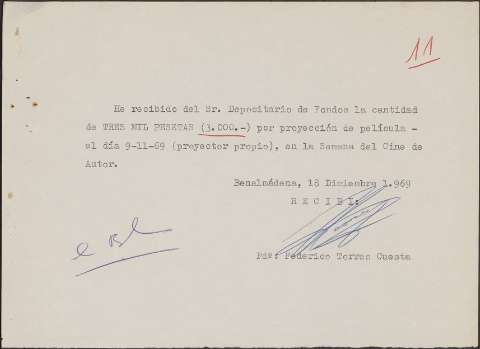 11
He recibido del Sr. Depositario de Fondos la cantidad
de TRES MIL PESETAS (3.000.-) por proyección de película -
el día 9-11-69 (proyector propio), en la Semana del Cine de
Autor.
Benalmádena, 18 Diciembre 1.969
R E C I B I:
Fdº: Federico Torres Cuesta